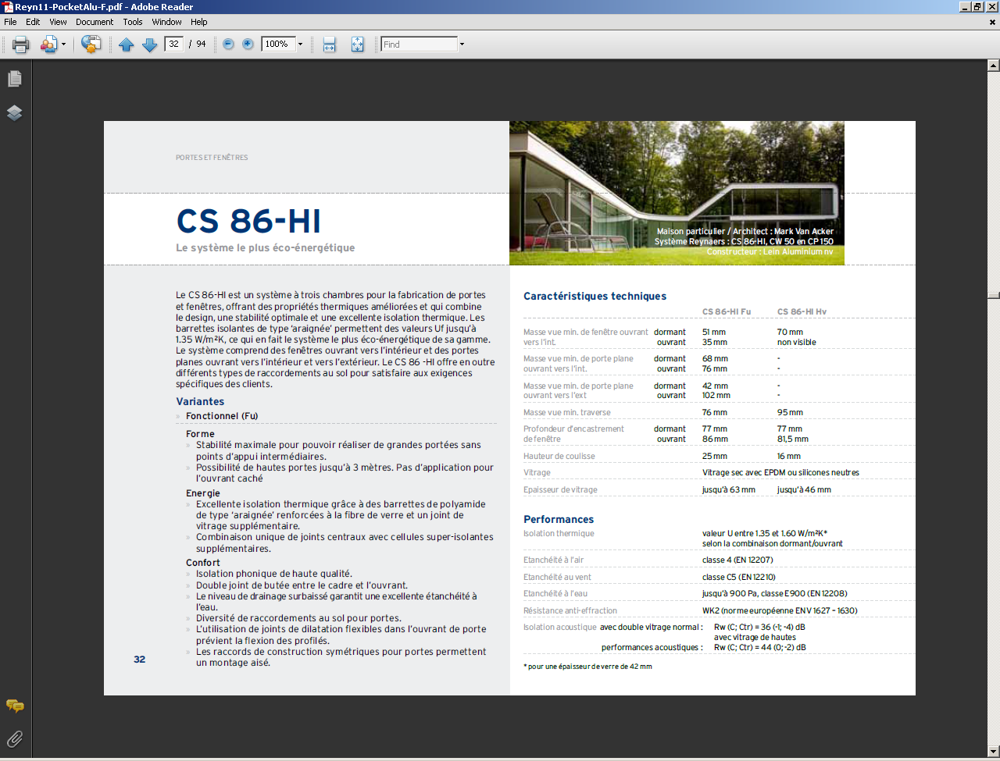 Reyn11-PocketAlu-F.pdf - Adobe Reader
File Edit View Document Tools Window Help
32 / 94 100% Find
PORTES ET FENÊTRES
CS 86-HI
Le système le plus éco-énergétique
Maison particulier / Architect : Mark Van Acker
Système Reynaers : CS 86-HI, CW 50 en CP 150
Constructeur : Lein Aluminium nv
Le CS 86-HI est un système à trois chambres pour la fabrication de portes
et fenêtres, offrant des propriétés thermiques améliorées et qui combine
le design, une stabilité optimale et une excellente isolation thermique. Les
barrettes isolantes de type ‘araignée’ permettent des valeurs Uf jusqu’à
1.35 W/m²K, ce qui en fait le système le plus éco-énergétique de sa gamme.
Le système comprend des fenêtres ouvrant vers l’intérieur et des portes
planes ouvrant vers l’intérieur et vers l’extérieur. Le CS 86 -HI offre en outre
différents types de raccordements au sol pour satisfaire aux exigences
spécifiques des clients.
Variantes
» Fonctionnel (Fu)
Forme
» Stabilité maximale pour pouvoir réaliser de grandes portées sans
points d’appui intermédiaires.
» Possibilité de hautes portes jusqu’à 3 mètres. Pas d’application pour
l’ouvrant caché
Energie
» Excellente isolation thermique grâce à des barrettes de polyamide
de type ‘araignée’ renforcées à la fibre de verre et un joint de
vitrage supplémentaire.
» Combinaison unique de joints centraux avec cellules super-isolantes
supplémentaires.
Confort
» Isolation phonique de haute qualité.
» Double joint de butée entre le cadre et l’ouvrant.
» Le niveau de drainage surbaissé garantit une excellente étanchéité à
l’eau.
» Diversité de raccordements au sol pour portes.
» L’utilisation de joints de dilatation flexibles dans l’ouvrant de porte
prévient la flexion des profilés.
» Les raccords de construction symétriques pour portes permettent
un montage aisé.
32
Caractéristiques techniques
CS 86-HI Fu CS 86-HI Hv
Masse vue min. de fenêtre ouvrant dormant 51 mm 70 mm
vers l’int. ouvrant 35 mm non visible
Masse vue min. de porte plane dormant 68 mm -
ouvrant vers l’int. ouvrant 76 mm -
Masse vue min. de porte plane dormant 42 mm -
ouvrant vers l’ext ouvrant 102 mm -
Masse vue min. traverse 76 mm 95 mm
Profondeur d’encastrement dormant 77 mm 77 mm
de fenêtre ouvrant 86 mm 81,5 mm
Hauteur de coulisse 25 mm 16 mm
Vitrage Vitrage sec avec EPDM ou silicones neutres
Epaisseur de vitrage jusqu’à 63 mm jusqu’à 46 mm
Performances
Isolation thermique valeur U entre 1.35 et 1.60 W/m²K*
selon la combinaison dormant/ouvrant
Etanchéité à l’air classe 4 (EN 12207)
Etanchéité au vent classe C5 (EN 12210)
Etanchéité à l’eau jusqu’à 900 Pa, classe E900 (EN 12208)
Résistance anti-effraction WK2 (norme européenne EN V 1627 – 1630)
Isolation acoustique avec double vitrage normal : Rw (C; Ctr) = 36 (-1; -4) dB
avec vitrage de hautes
performances acoustiques : Rw (C; Ctr) = 44 (0; -2) dB
* pour une épaisseur de verre de 42 mm